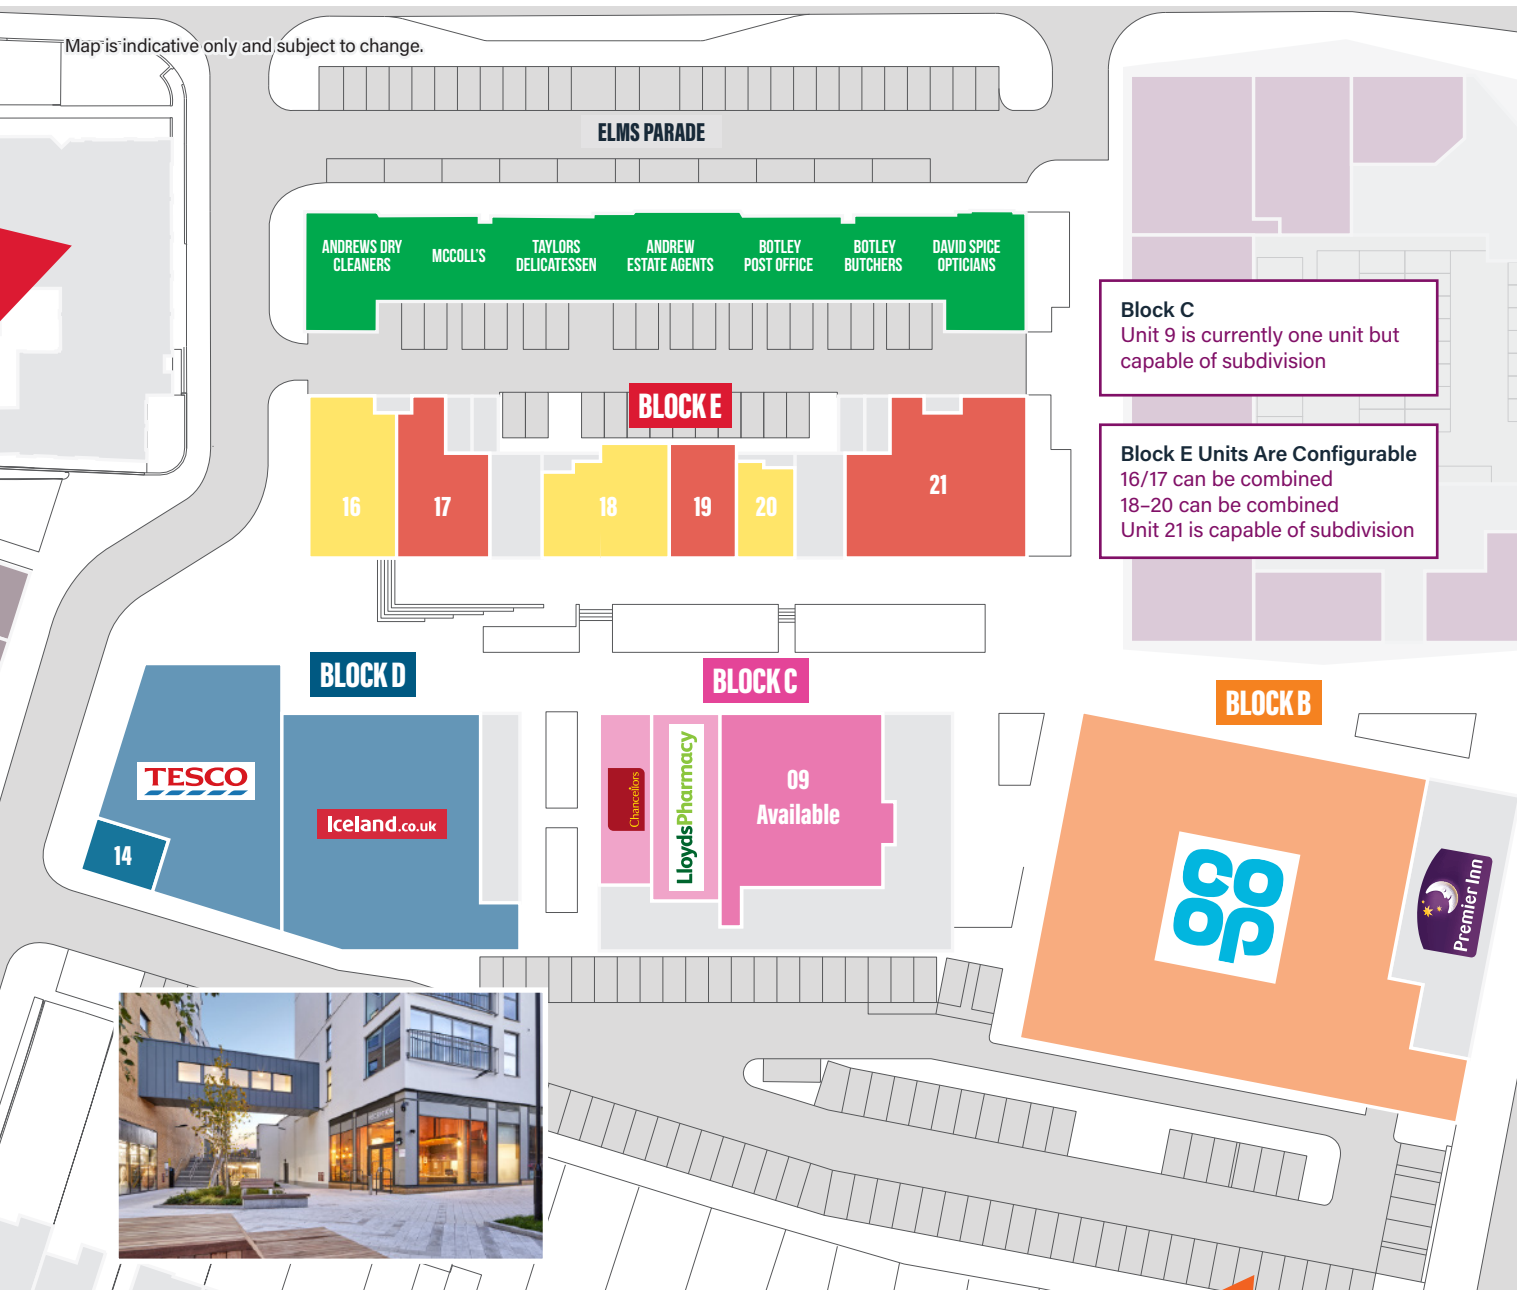 Map is indicative only and subject to change.
ELMS PARADE
ANDREWS DRY
CLEANERS
MCCOLL'S
TAYLORS
DELICATESSEN
ANDREW
ESTATE AGENTS
BOTLEY
POST OFFICE
BOTLEY
BUTCHERS
DAVID SPICE
OPTICIANS
Block C
Unit 9 is currently one unit but
capable of subdivision
BLOCK E
Block E Units Are Configurable
16/17 can be combined
18–20 can be combined
Unit 21 is capable of subdivision
16
17
18
19
20
21
BLOCK D
BLOCK C
BLOCK B
TESCO
Iceland.co.uk
14
Chancellors
LloydsPharmacy
09
Available
CO
OP
Premier Inn